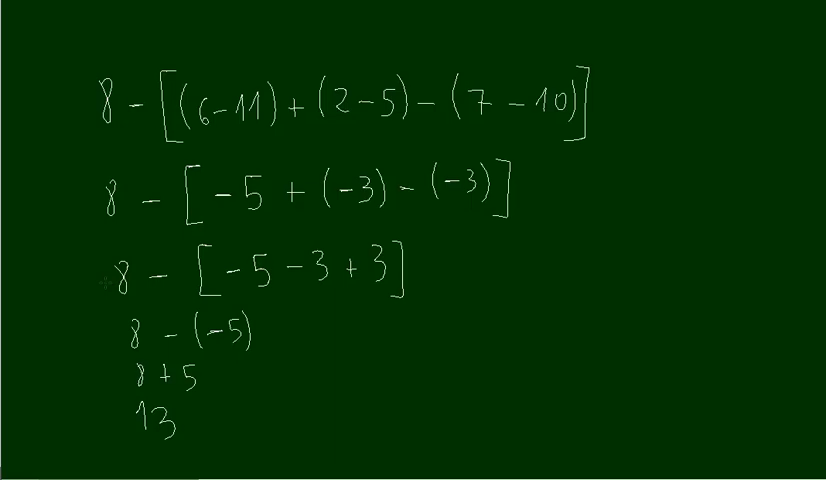 8 - [(6-11) + (2-5) - (7-10)]
8 - [-5 + (-3) - (-3)]
8 - [-5 - 3 + 3]
8 - (-5)
8 + 5
13